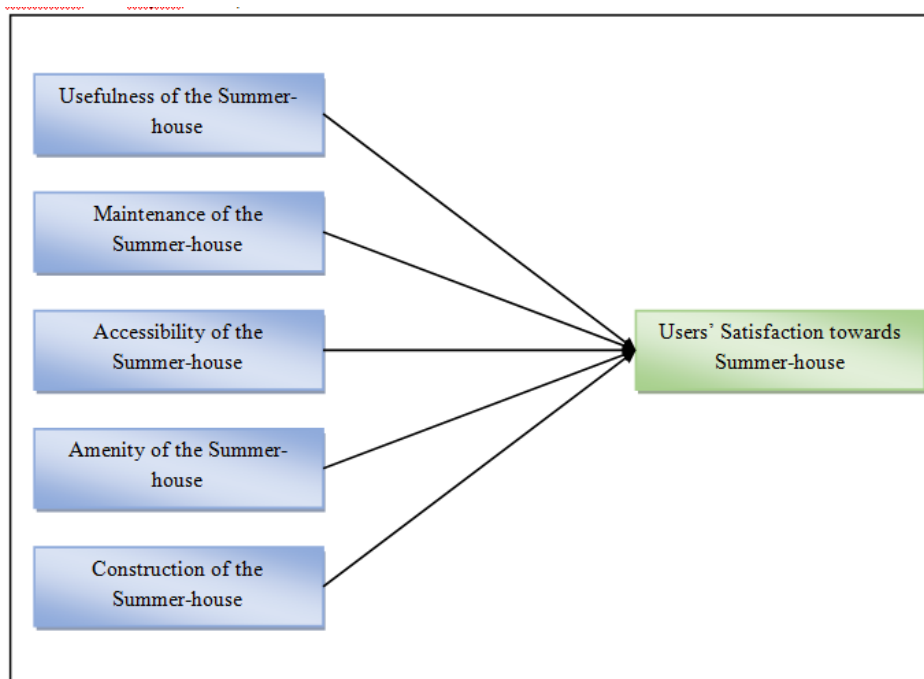 Usefulness of the Summer-
house
Maintenance of the
Summer-house
Accessibility of the
Summer-house
Users’ Satisfaction towards
Summer-house
Amenity of the Summer-
house
Construction of the
Summer-house